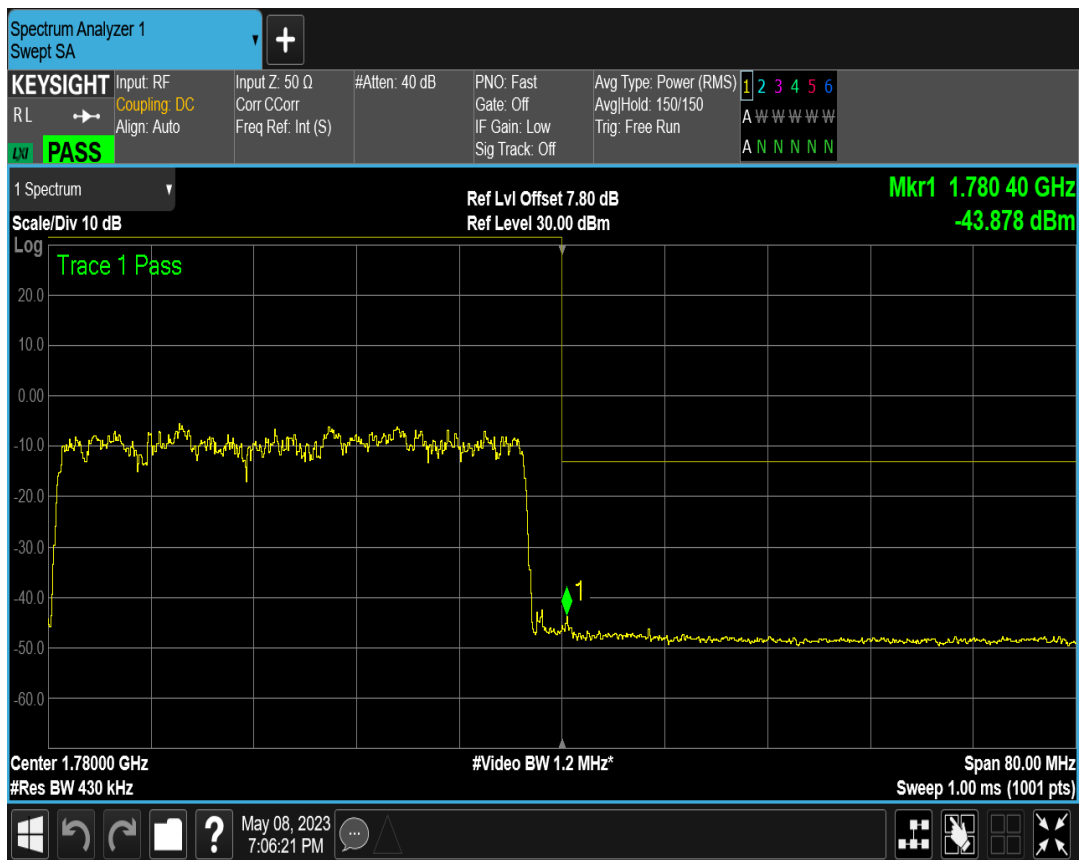 Spectrum Analyzer 1
Swept SA
+
KEYSIGHT
R L
LXI PASS
Input: RF
Coupling: DC
Align: Auto
Input Z: 50 Ω
Corr CCorr
Freq Ref: Int (S)
#Atten: 40 dB
PNO: Fast
Gate: Off
IF Gain: Low
Sig Track: Off
Avg Type: Power (RMS)
Avg|Hold: 150/150
Trig: Free Run
1 2 3 4 5 6
A W W W W W
A N N N N N
1 Spectrum
Scale/Div 10 dB
Ref Lvl Offset 7.80 dB
Ref Level 30.00 dBm
Mkr1 1.780 40 GHz
-43.878 dBm
Log
Trace 1 Pass
20.0
10.0
0.00
-10.0
-20.0
-30.0
-40.0
-50.0
-60.0
1
Center 1.78000 GHz
#Res BW 430 kHz
#Video BW 1.2 MHz*
Span 80.00 MHz
Sweep 1.00 ms (1001 pts)
?
May 08, 2023
7:06:21 PM
...